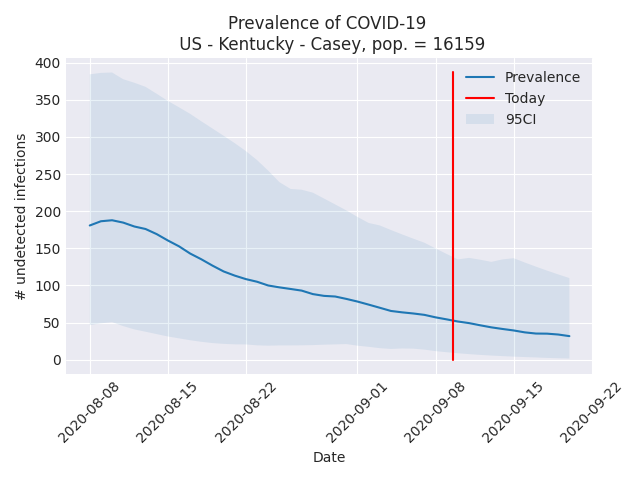 Prevalence of COVID-19
US - Kentucky - Casey, pop. = 16159
400
350
300
250
200
150
100
50
0
# undetected infections
Prevalence
Today
95CI
2020-08-08
2020-08-15
2020-08-22
2020-09-01
2020-09-08
2020-09-15
2020-09-22
Date